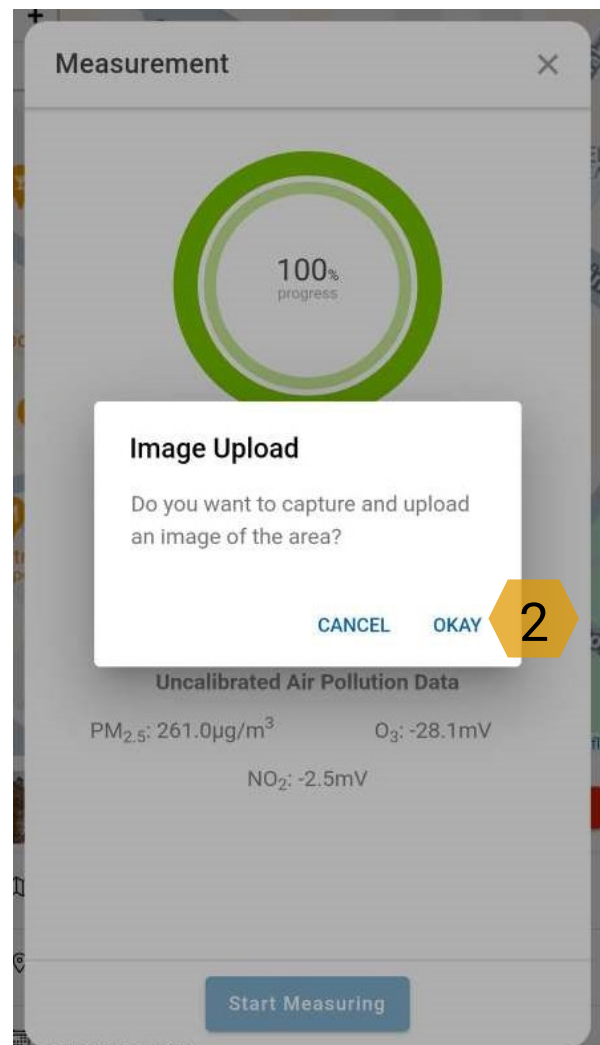 Measurement
100%
progress
Image Upload
Do you want to capture and upload
an image of the area?
CANCEL OKAY 2
Uncalibrated Air Pollution Data
PM2.5: 261.0µg/m³ O3: -28.1mV
NO2: -2.5mV
Start Measuring